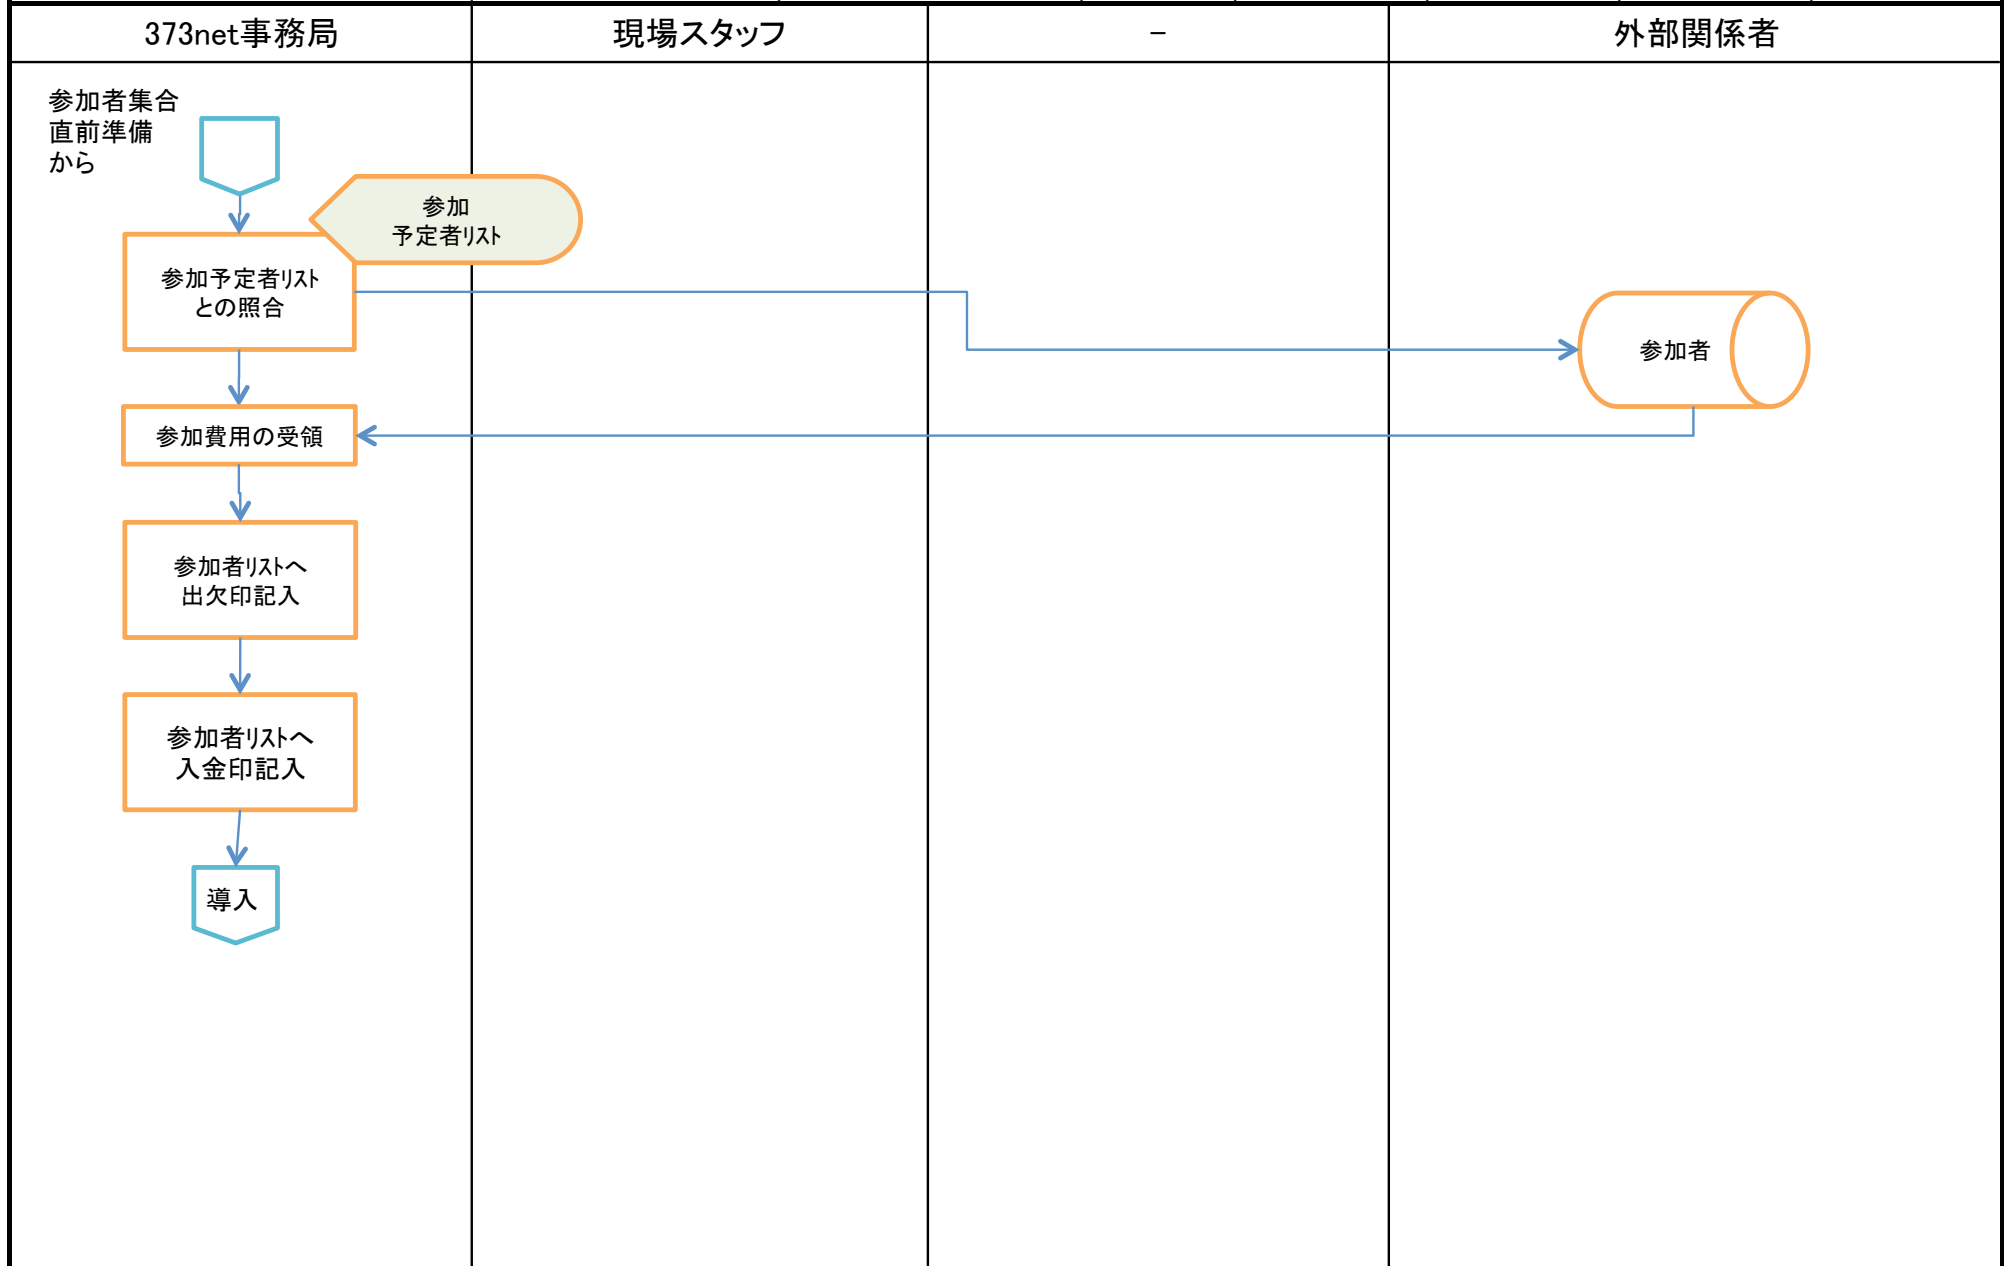 373net事務局
現場スタッフ
－
外部関係者
参加者集合
直前準備
から
参加
予定者リスト
参加予定者リスト
との照合
参加者
参加費用の受領
参加者リストへ
出欠印記入
参加者リストへ
入金印記入
導入